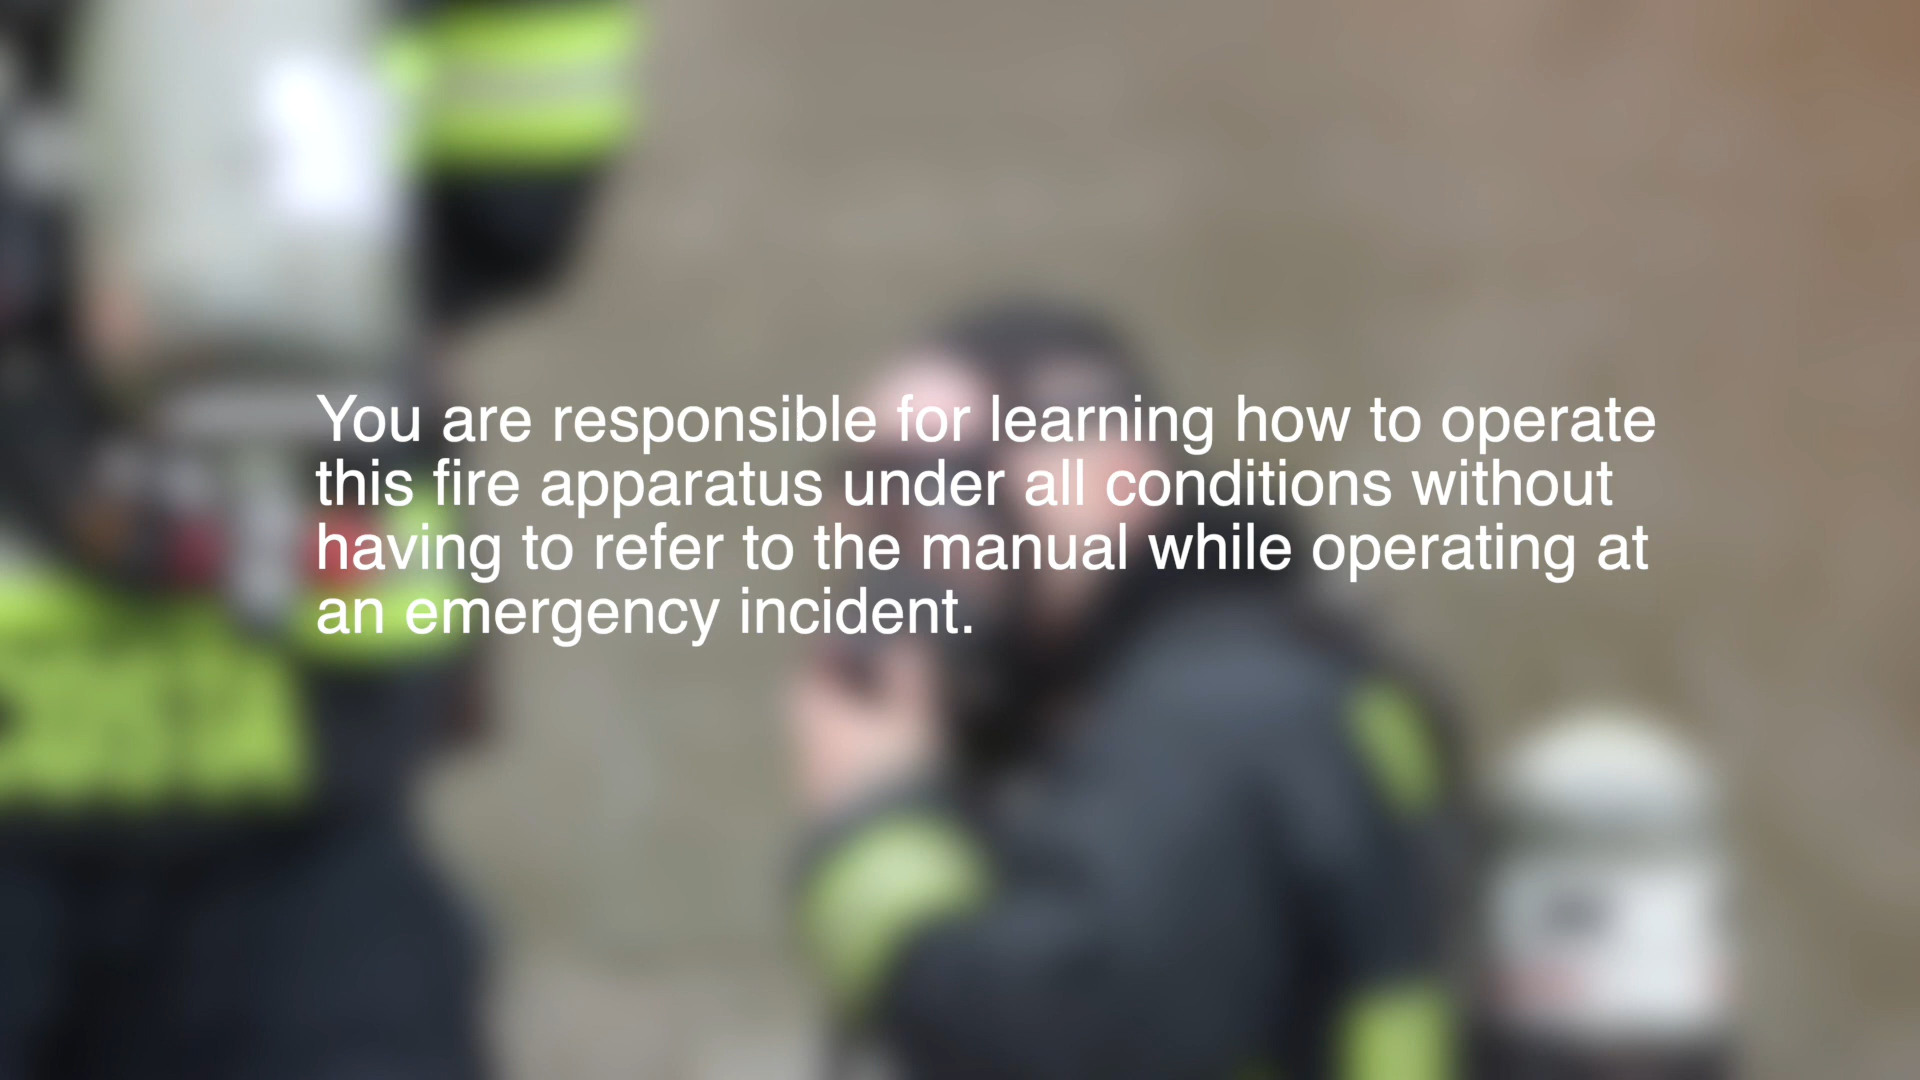 You are responsible for learning how to operate
this fire apparatus under all conditions without
having to refer to the manual while operating at
an emergency incident.